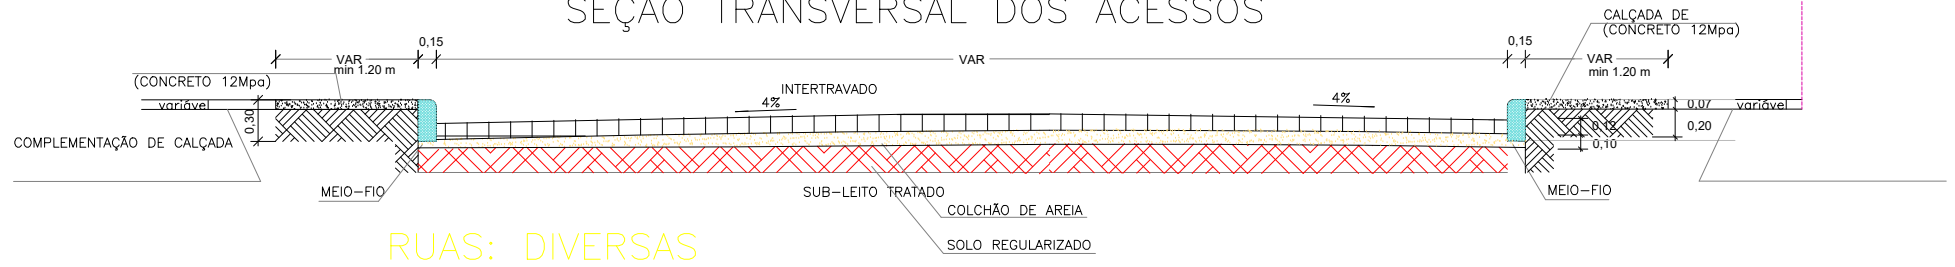 SEÇÃO TRANSVERSAL DOS ACESSOS
CALÇADA DE
(CONCRETO 12Mpa)
0,15
0,15
VAR
min 1.20 m
VAR
VAR
min 1.20 m
(CONCRETO 12Mpa)
INTERTRAVADO
4%
4%
variável
0,07
variável
0,30
0,12
0,20
0,10
COMPLEMENTAÇÃO DE CALÇADA
MEIO-FIO
SUB-LEITO TRATADO
MEIO-FIO
COLCHÃO DE AREIA
SOLO REGULARIZADO
RUAS: DIVERSAS